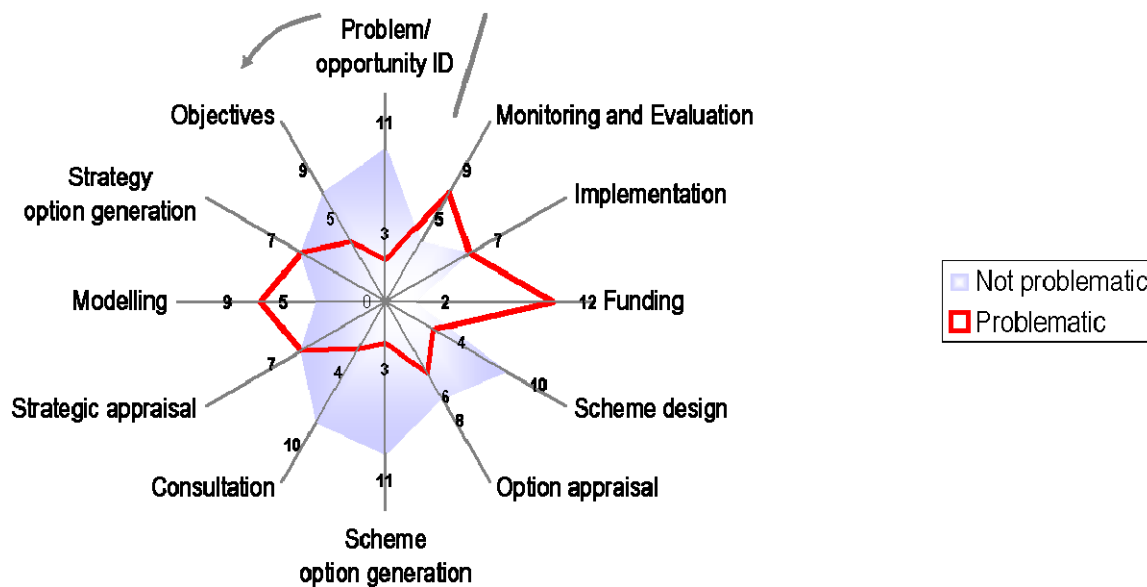 Problem/
opportunity ID
Objectives
11
Monitoring and Evaluation
9
9
Strategy
option generation
Implementation
5
3
5
7
7
Modelling
9
5
0
2
12
Funding
Not problematic
Problematic
7
4
3
4
10
Strategic appraisal
6
8
Scheme design
10
11
Consultation
Option appraisal
Scheme
option generation